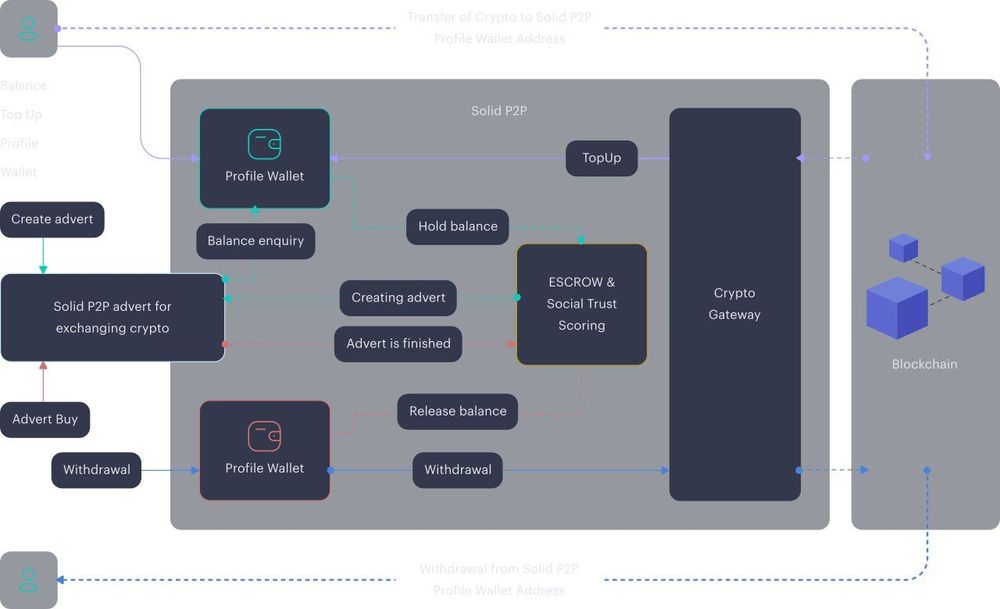 Transfer of Crypto to Solid P2P
Profile Wallet Address
Balance
Top Up
Profile
Wallet
Solid P2P
Profile Wallet
TopUp
Create advert
Hold balance
Balance enquiry
Solid P2P advert for
exchanging crypto
Creating advert
ESCROW &
Social Trust
Scoring
Crypto
Gateway
Advert is finished
Blockchain
Advert Buy
Release balance
Withdrawal
Profile Wallet
Withdrawal
Withdrawal from Solid P2P
Profile Wallet Address